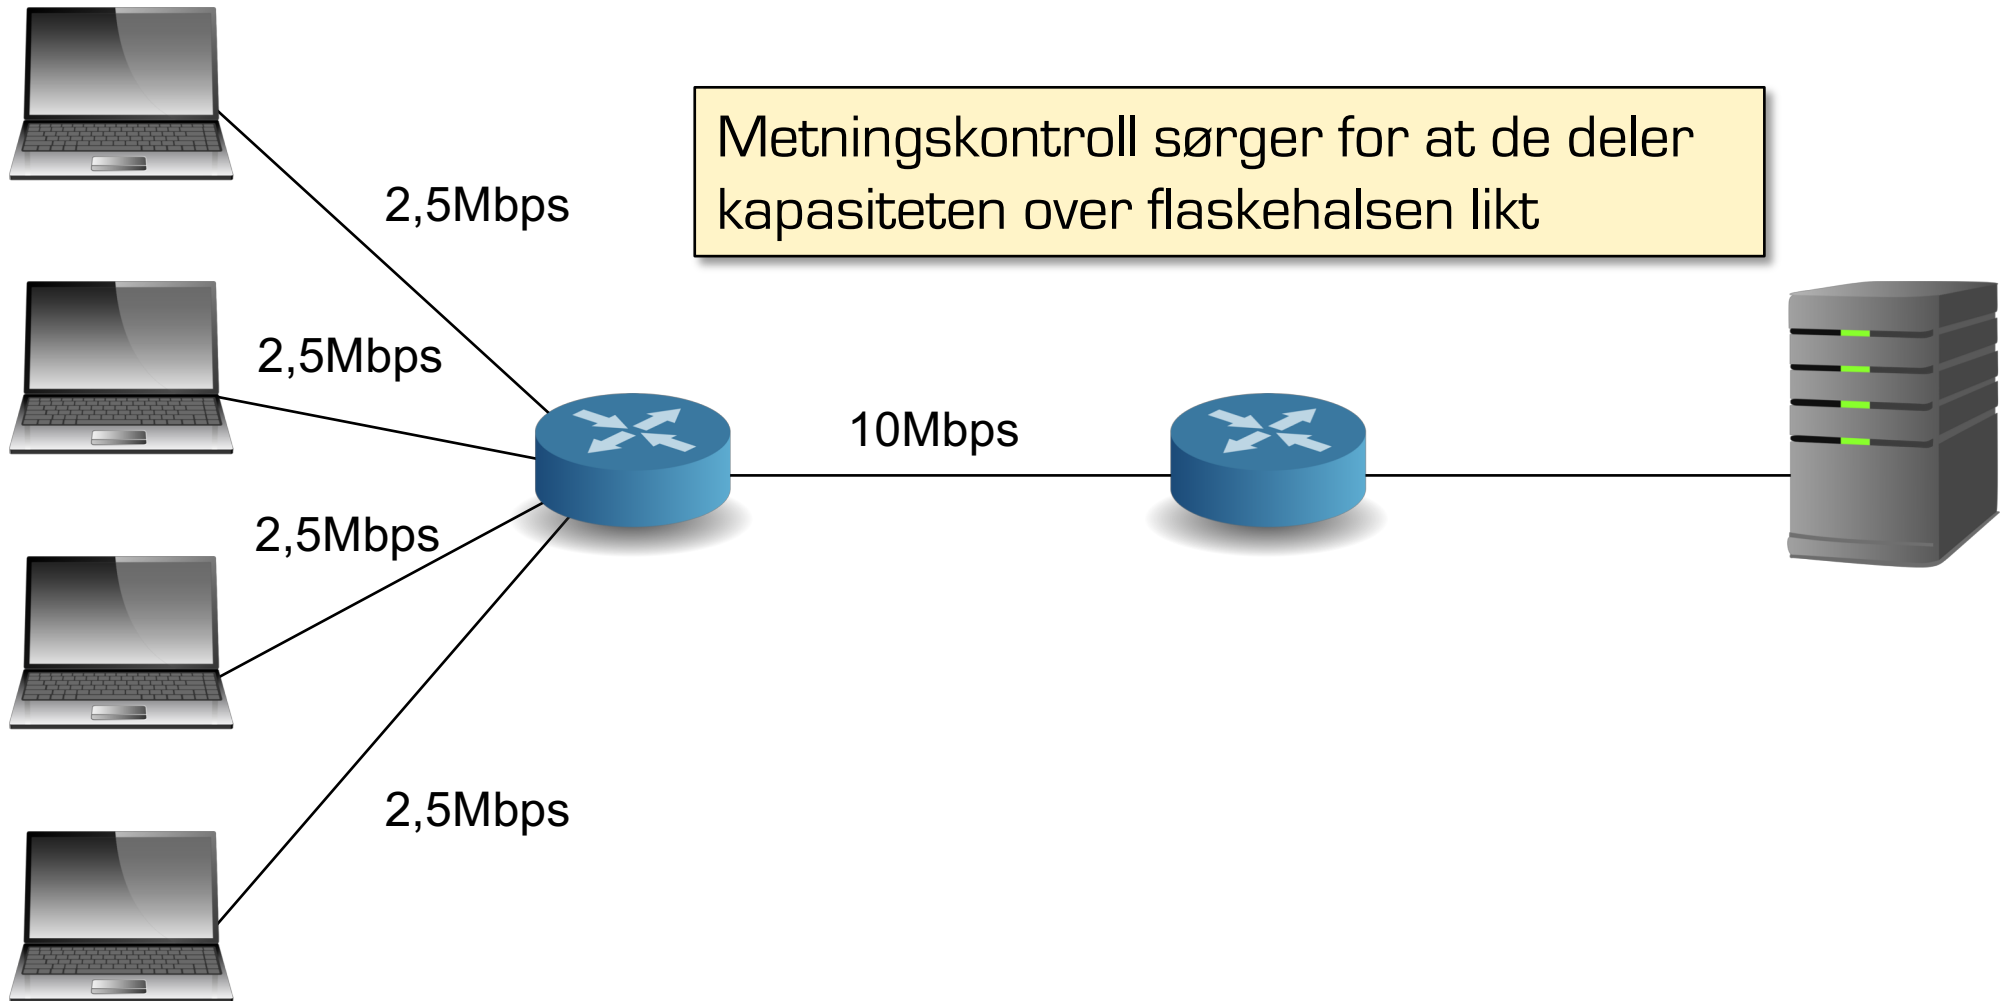 Metningskontroll sørger for at de deler
kapasiteten over flaskehalsen likt
2,5Mbps
2,5Mbps
10Mbps
2,5Mbps
2,5Mbps